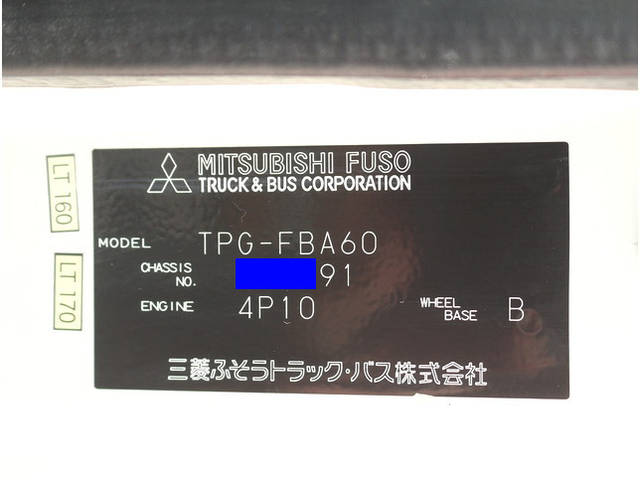 MITSUBISHI FUSO
TRUCK & BUS CORPORATION
LT 160
LT 170
MODEL TPG-FBA60
CHASSIS NO. 91
ENGINE 4P10 WHEEL BASE B
三菱ふそうトラック・バス株式会社